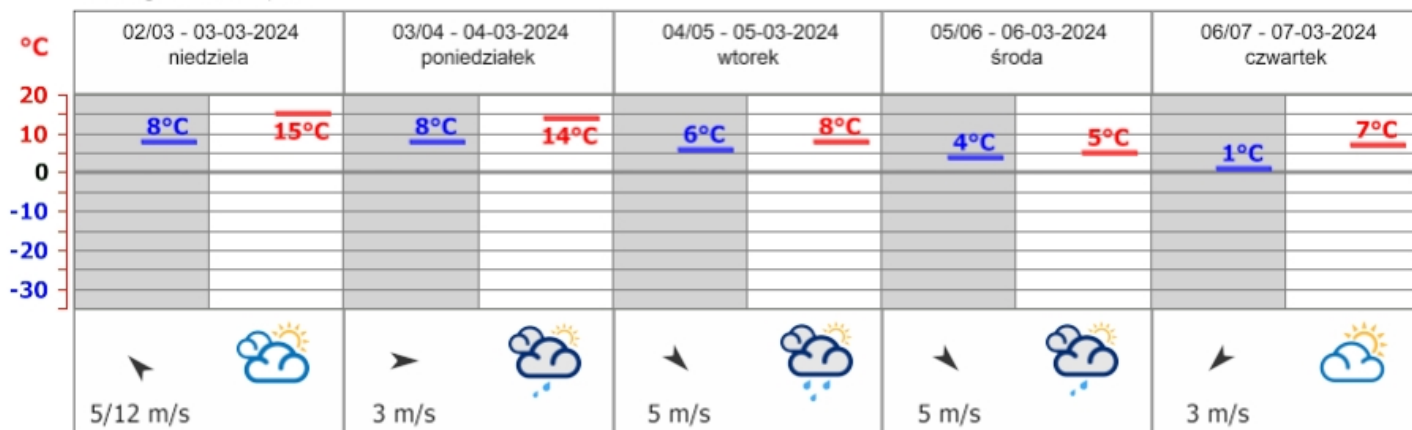 °C
02/03 - 03-03-2024
niedziela
03/04 - 04-03-2024
poniedziałek
04/05 - 05-03-2024
wtorek
05/06 - 06-03-2024
środa
06/07 - 07-03-2024
czwartek
20
10
0
-10
-20
-30
8°C
15°C
8°C
14°C
6°C
8°C
4°C
5°C
1°C
7°C
5/12 m/s
3 m/s
5 m/s
5 m/s
3 m/s